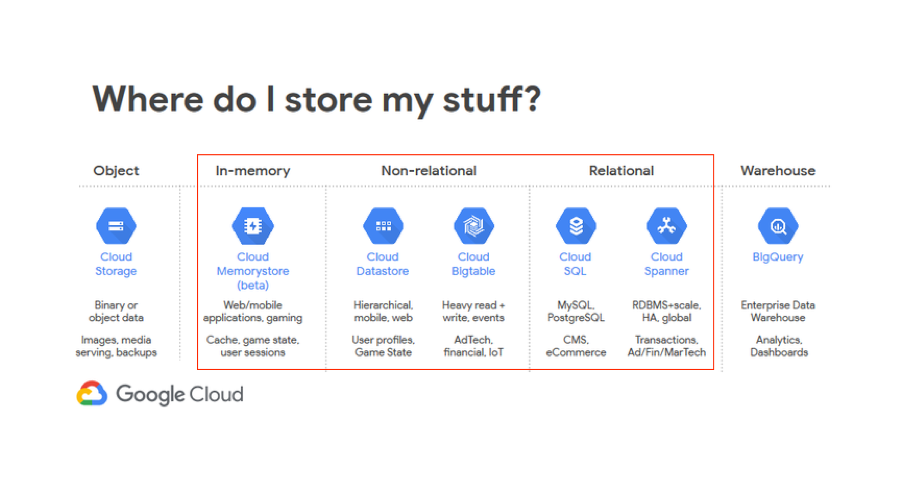 Where do I store my stuff?
Object
In-memory
Non-relational
Relational
Warehouse
Cloud
Storage
Cloud
Memorystore
(beta)
Cloud
Datastore
Cloud
Bigtable
Cloud
SQL
Cloud
Spanner
BigQuery
Binary or
object data
Web/mobile
applications, gaming
Hierarchical,
mobile, web
Heavy read +
write, events
MySQL,
PostgreSQL
RDBMS+scale,
HA, global
Enterprise Data
Warehouse
Images, media
serving, backups
Cache, game state,
user sessions
User profiles,
Game State
AdTech,
financial, IoT
CMS,
eCommerce
Transactions,
Ad/Fin/MarTech
Analytics,
Dashboards
Google Cloud